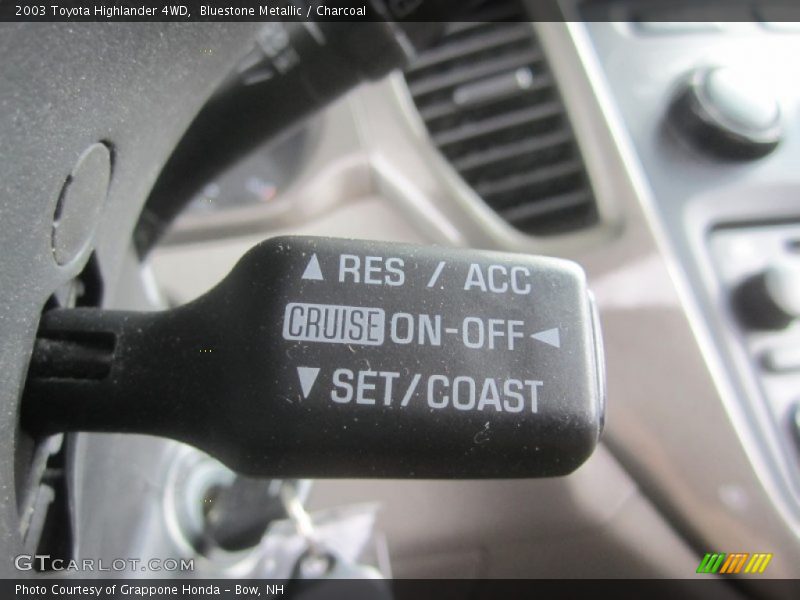 2003 Toyota Highlander 4WD,  Bluestone Metallic / Charcoal
▲ RES / ACC
CRUISE ON-OFF ◀
▼ SET/COAST
GTCARLOT.COM
Photo Courtesy of Grappone Honda - Bow, NH